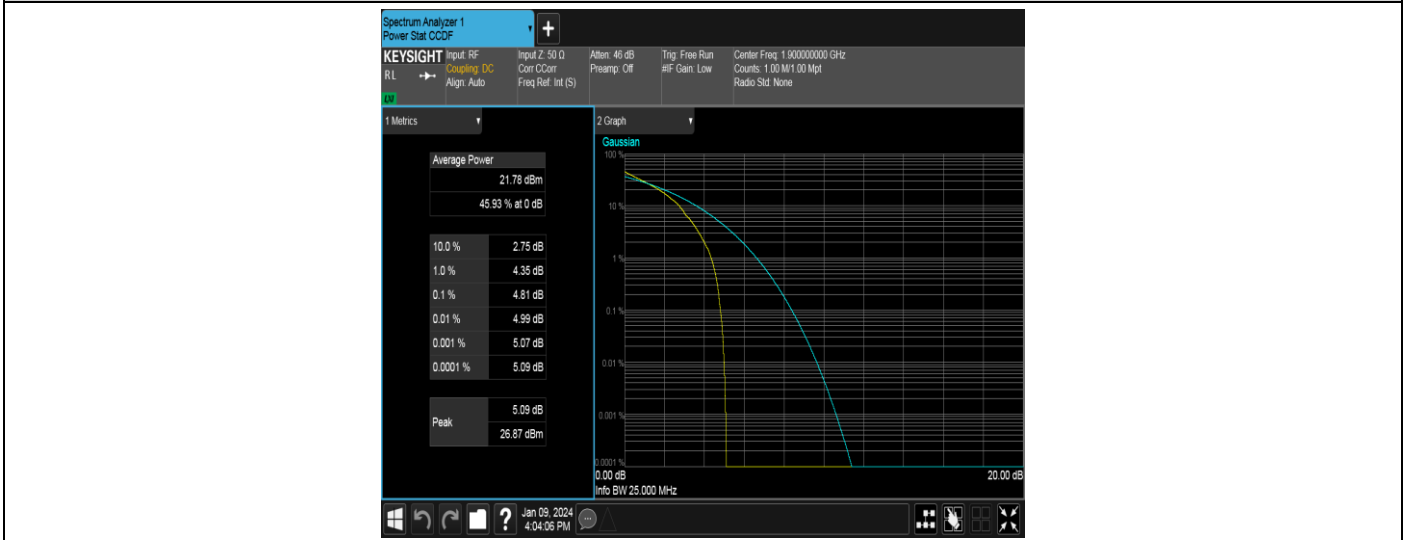 Spectrum Analyzer 1
Power Stat CCDF
+
KEYSIGHT
RL
LXI
Input: RF
Coupling: DC
Align: Auto
Input Z: 50 Ω
Corr CCorr
Freq Ref: Int (S)
Atten: 46 dB
Preamp: Off
Trig: Free Run
#IF Gain: Low
Center Freq: 1.900000000 GHz
Counts: 1.00 M/1.00 Mpt
Radio Std: None
1 Metrics
Average Power
21.78 dBm
45.93 % at 0 dB
10.0 % 2.75 dB
1.0 % 4.35 dB
0.1 % 4.81 dB
0.01 % 4.99 dB
0.001 % 5.07 dB
0.0001 % 5.09 dB
Peak
5.09 dB
26.87 dBm
2 Graph
Gaussian
100 %
10 %
1 %
0.1 %
0.01 %
0.001 %
0.0001 %
0.00 dB 20.00 dB
Info BW 25.000 MHz
?
Jan 09, 2024
4:04:06 PM